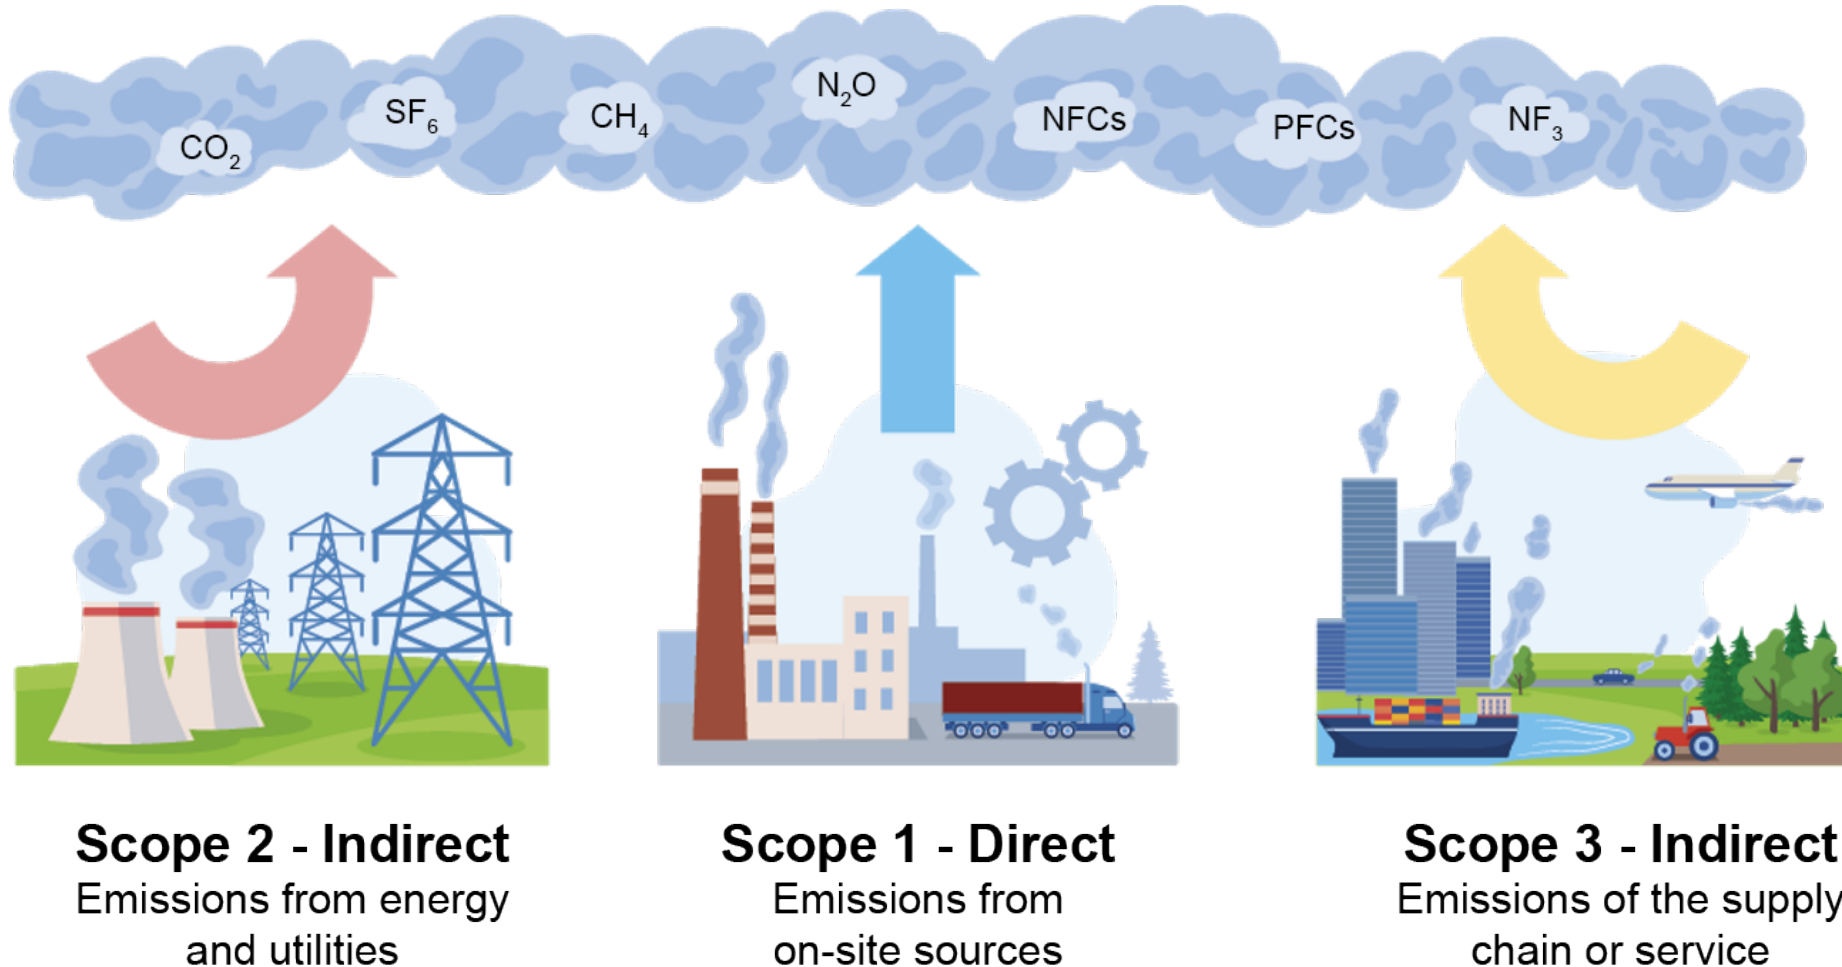 CO₂
SF₆
CH₄
N₂O
NFCs
PFCs
NF₃
Scope 2 - Indirect
Emissions from energy
and utilities
Scope 1 - Direct
Emissions from
on-site sources
Scope 3 - Indirect
Emissions of the supply
chain or service